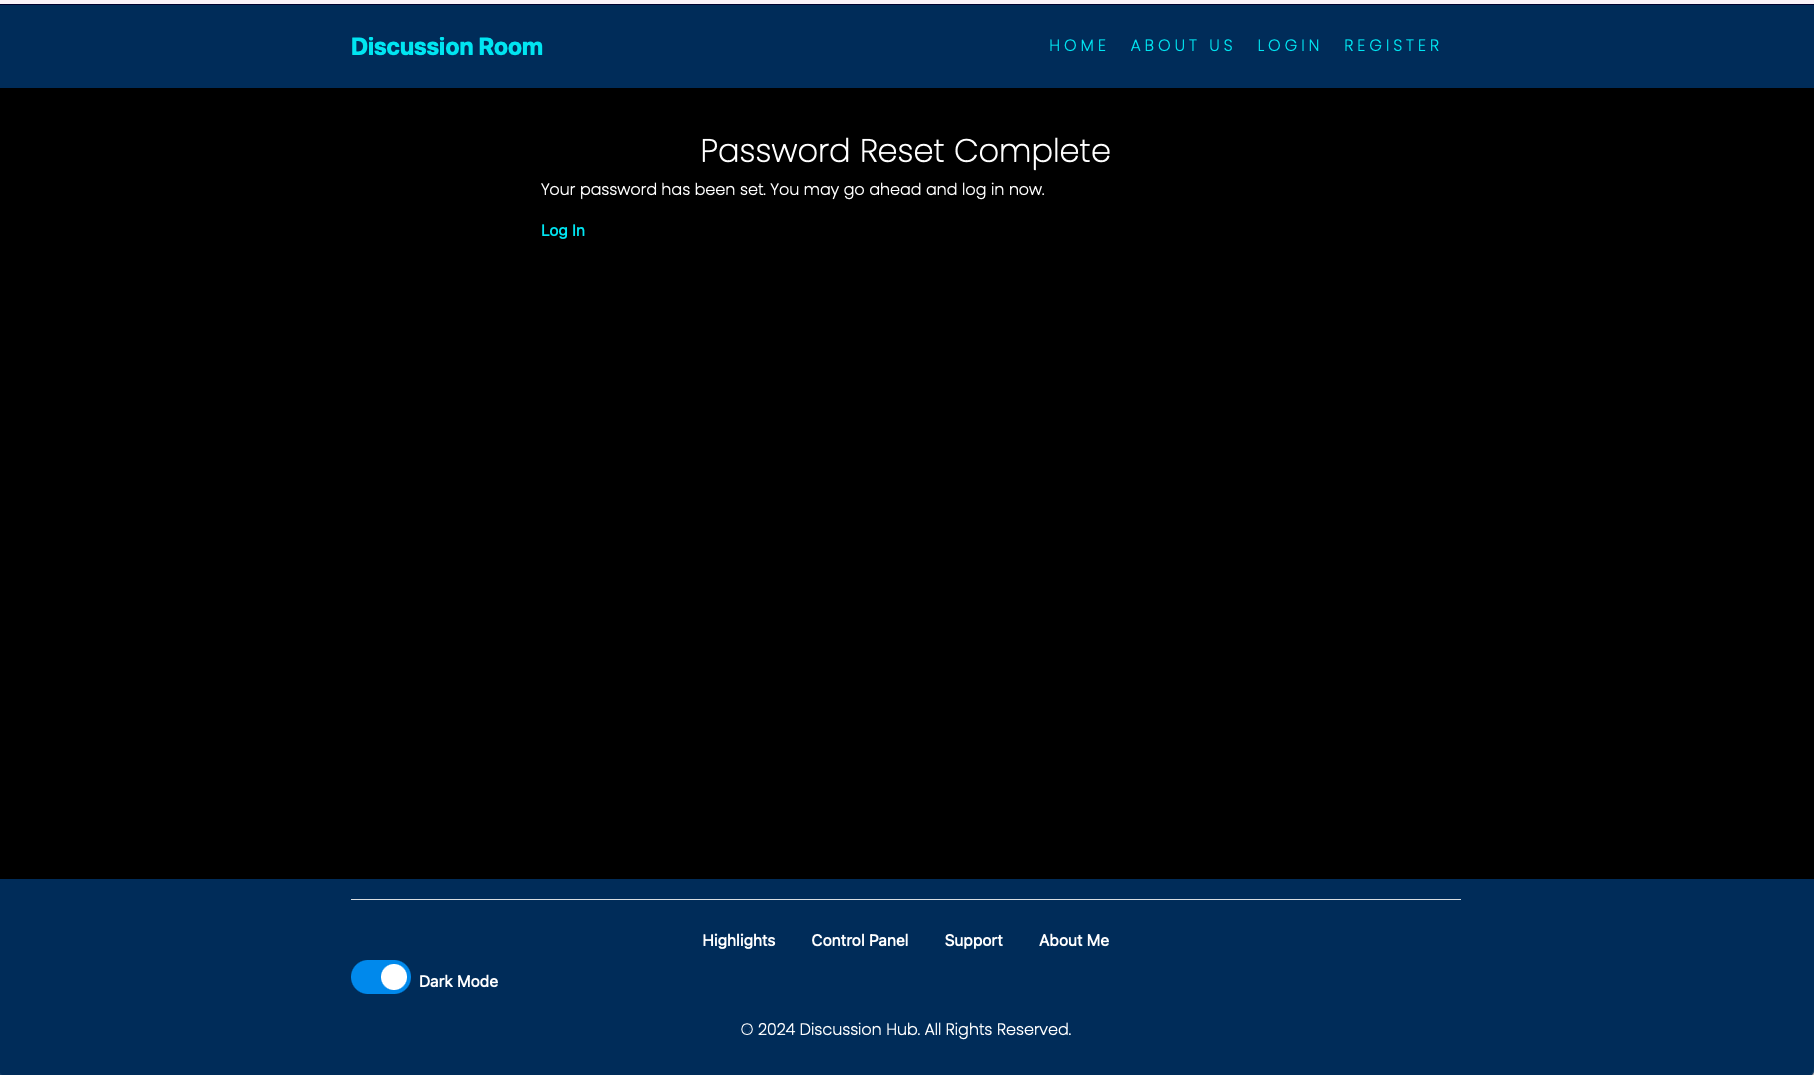 Discussion Room
HOME ABOUT US LOGIN REGISTER
Password Reset Complete
Your password has been set. You may go ahead and log in now.
Log In
Highlights Control Panel Support About Me
Dark Mode
© 2024 Discussion Hub. All Rights Reserved.